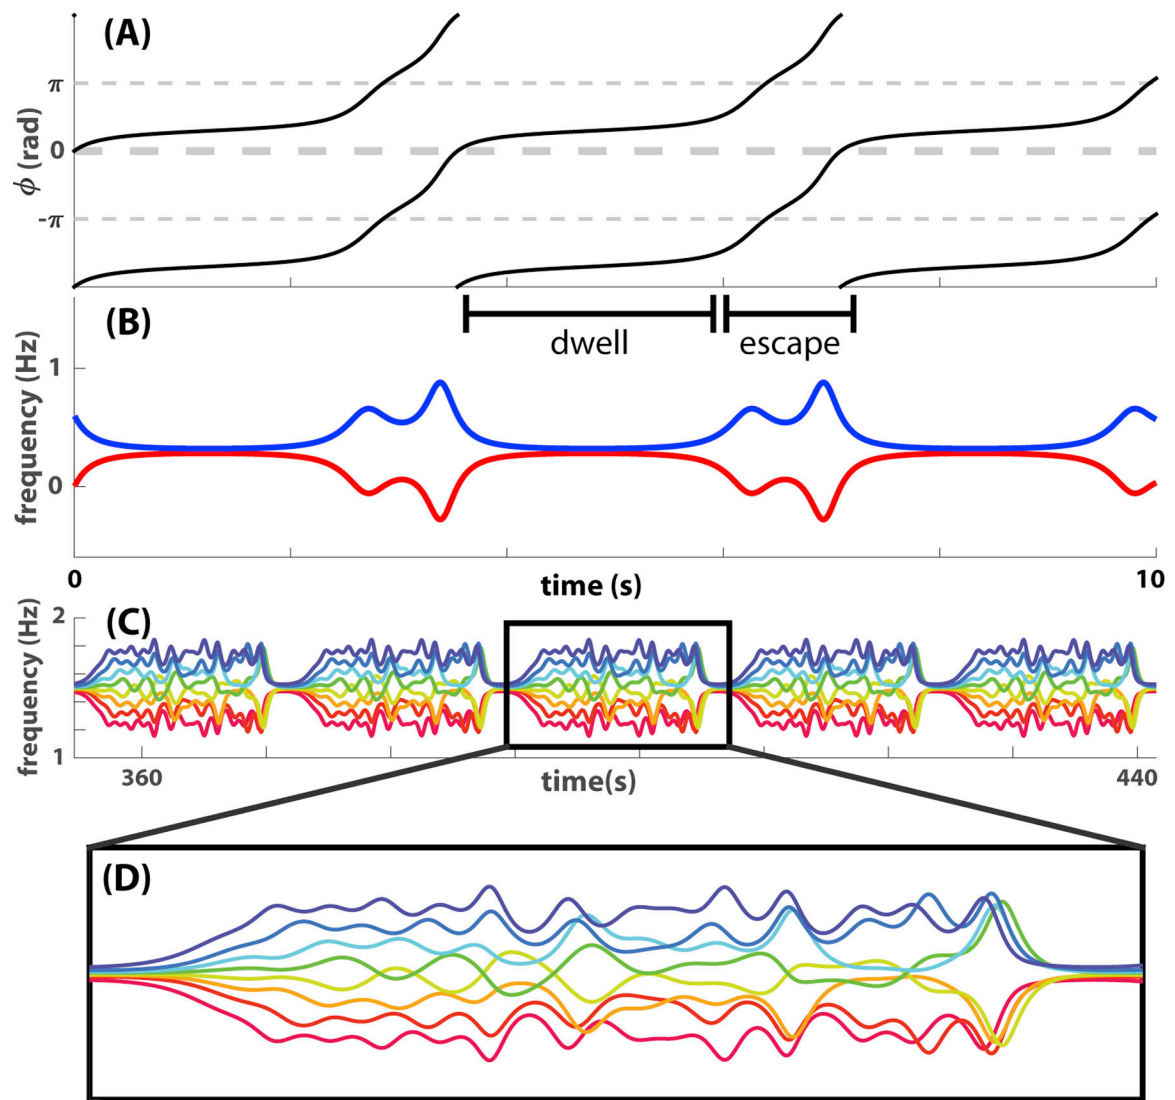 (A)
π
0
-π
ϕ (rad)
(B)
dwell
escape
1
0
frequency (Hz)
0
time (s)
10
(C)
2
1
frequency (Hz)
360
time(s)
440
(D)